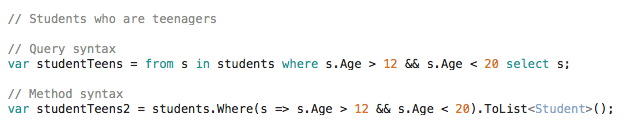 // Students who are teenagers
// Query syntax
var studentTeens = from s in students where s.Age > 12 && s.Age < 20 select s;
// Method syntax
var studentTeens2 = students.Where(s => s.Age > 12 && s.Age < 20).ToList<Student>();